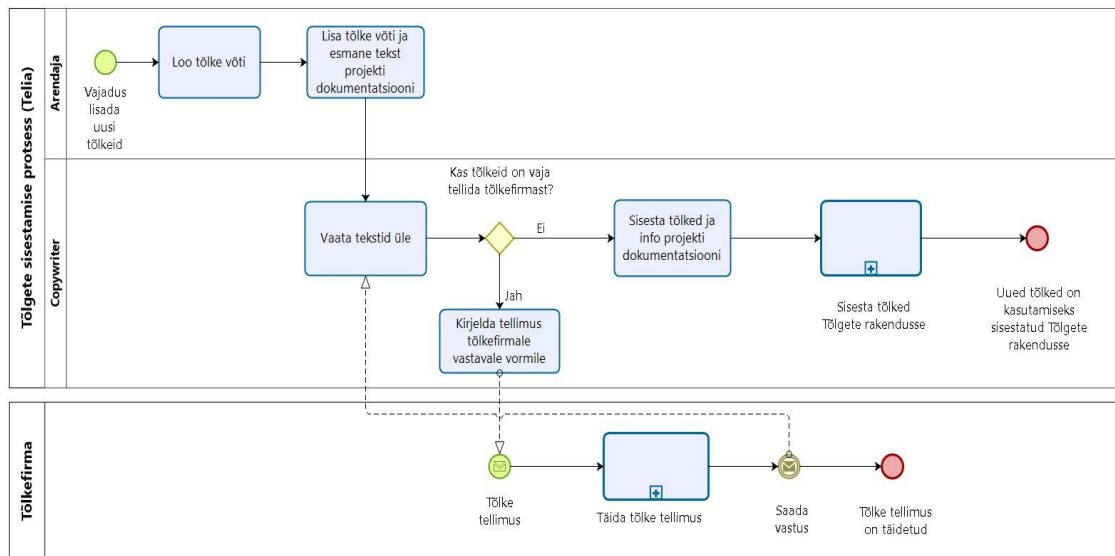 Tõlgete sisestamise protsess (Telia)
Arendaja
Vajadus
lisada
uusi
tõlkeid
Loo tõlke võti
Lisa tõlke võti ja
esmane tekst
projekti
dokumentatsiooni
Copywriter
Vaata tekstid üle
Kas tõlkeid on vaja
tellida tõlkefirmast?
Ei
Jah
Sisesta tõlked ja
info projekti
dokumentatsiooni
Sisesta tõlked
Tõlgete rakendusse
Uued tõlked on
kasutamiseks
sisestatud Tõlgete
rakendusse
Kirjelda tellimus
tõlkefirmale
vastavale vormile
Tõlkefirma
Tõlke
tellimus
Täida tõlke tellimus
Saada
vastus
Tõlke tellimus
on täidetud